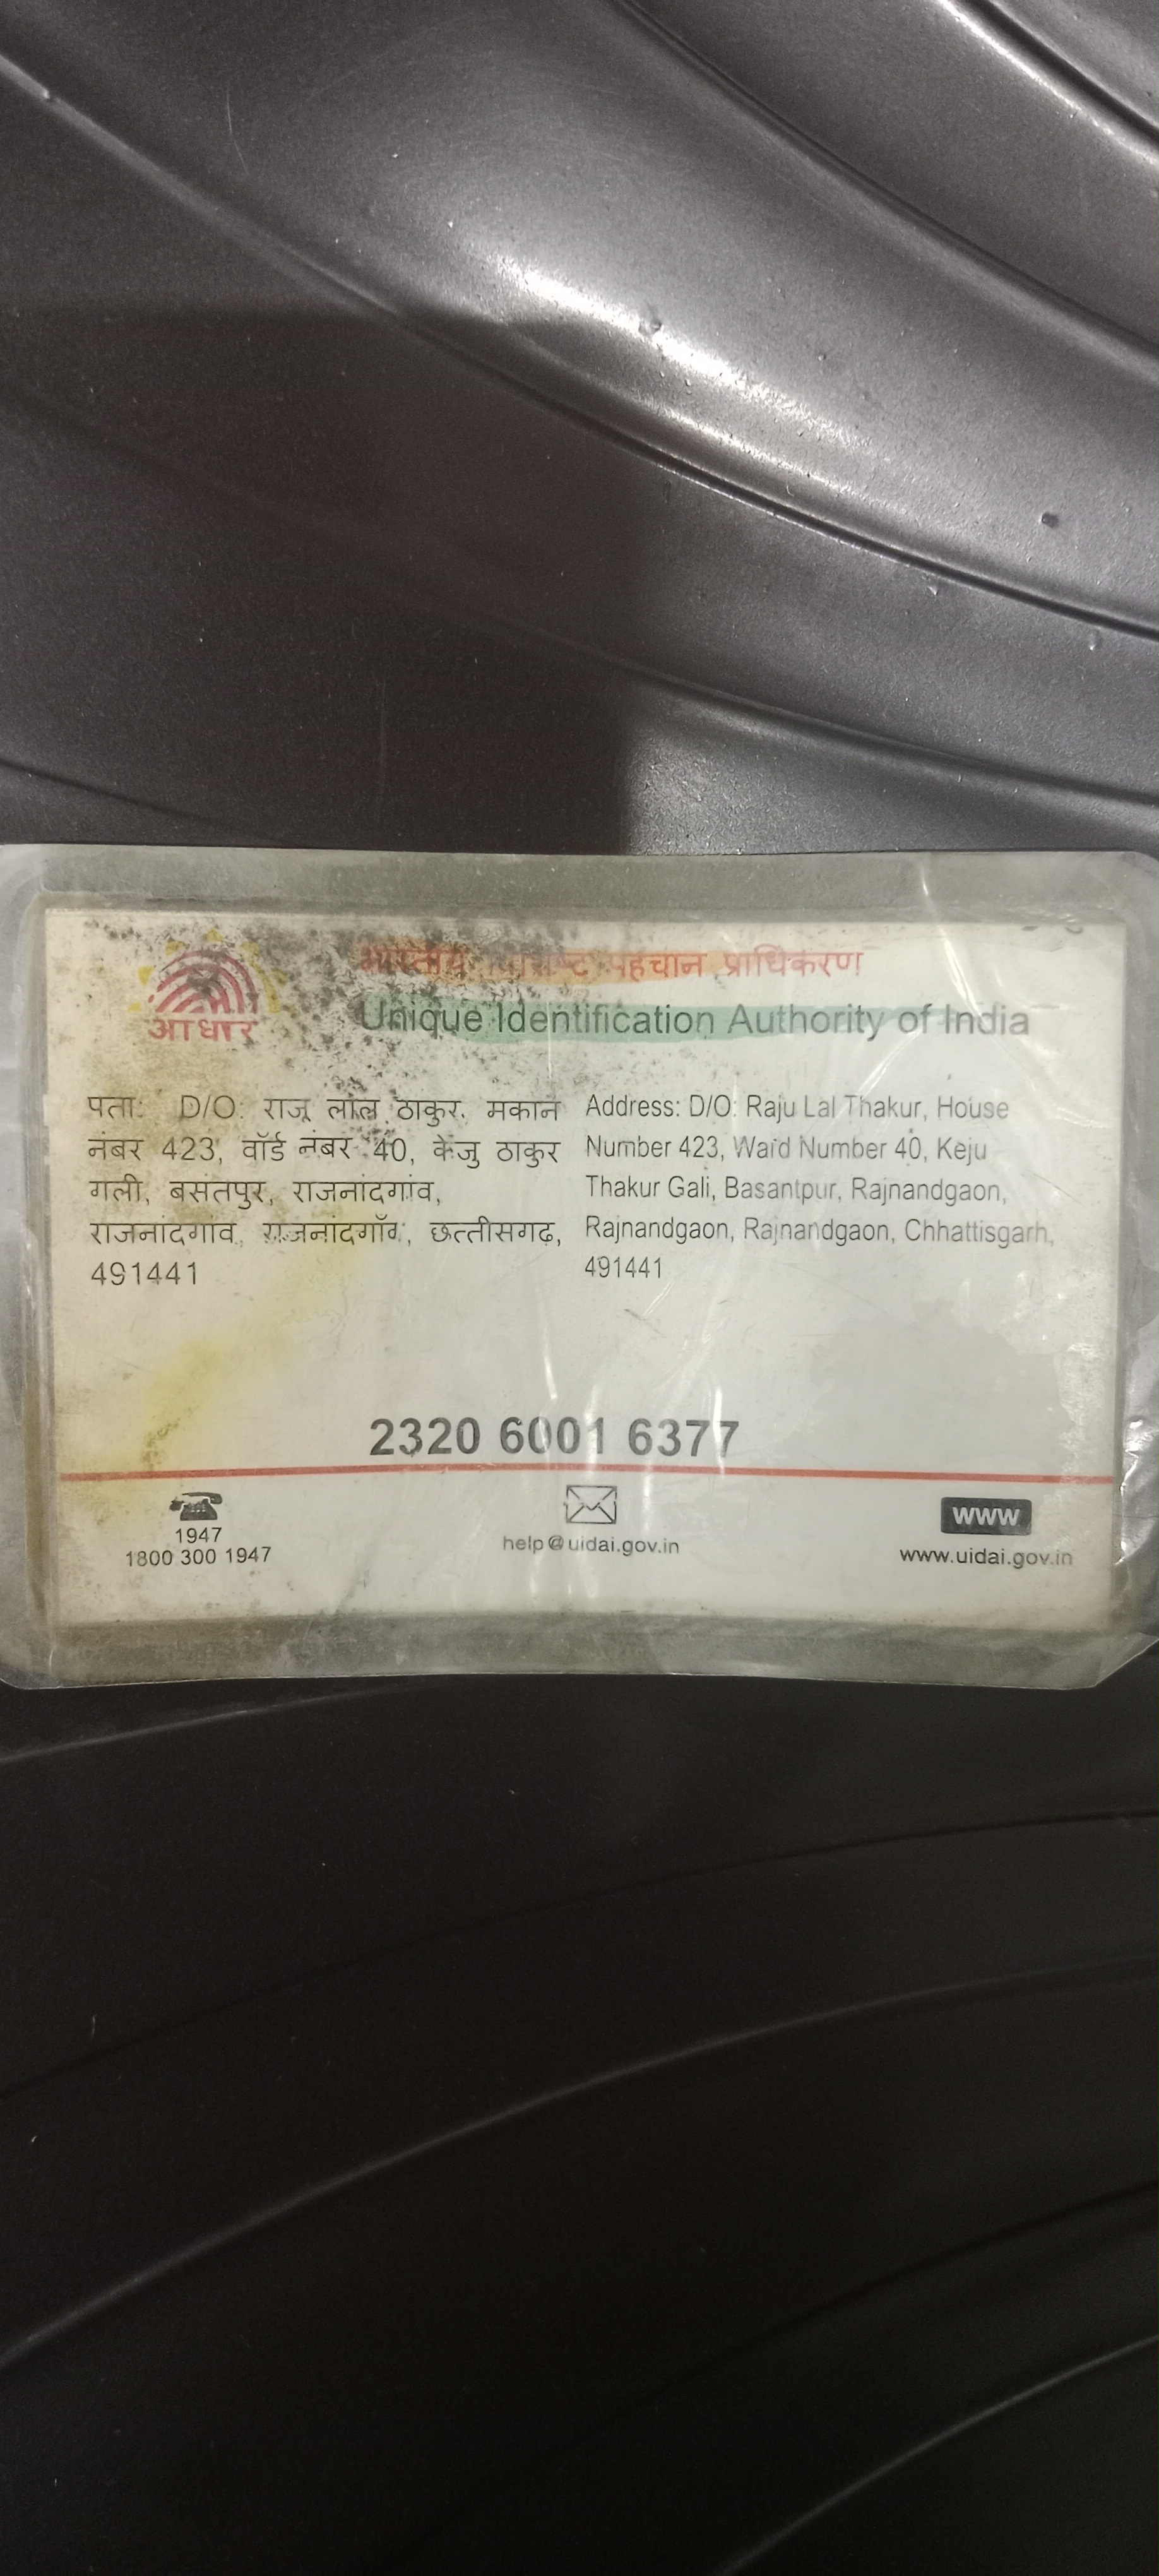 आधार
भारतीय विशिष्ट पहचान प्राधिकरण
Unique Identification Authority of India
पता: D/O: राजू लाल ठाकुर, मकान
नंबर 423, वॉर्ड नंबर 40, केजु ठाकुर
गली, बसंतपुर, राजनांदगांव,
राजनांदगांव, राजनांदगाँव, छत्तीसगढ़,
491441
Address: D/O: Raju Lal Thakur, House
Number 423, Ward Number 40, Keju
Thakur Gali, Basantpur, Rajnandgaon,
Rajnandgaon, Rajnandgaon, Chhattisgarh,
491441
2320 6001 6377
1947
1800 300 1947
help@uidai.gov.in
www
www.uidai.gov.in